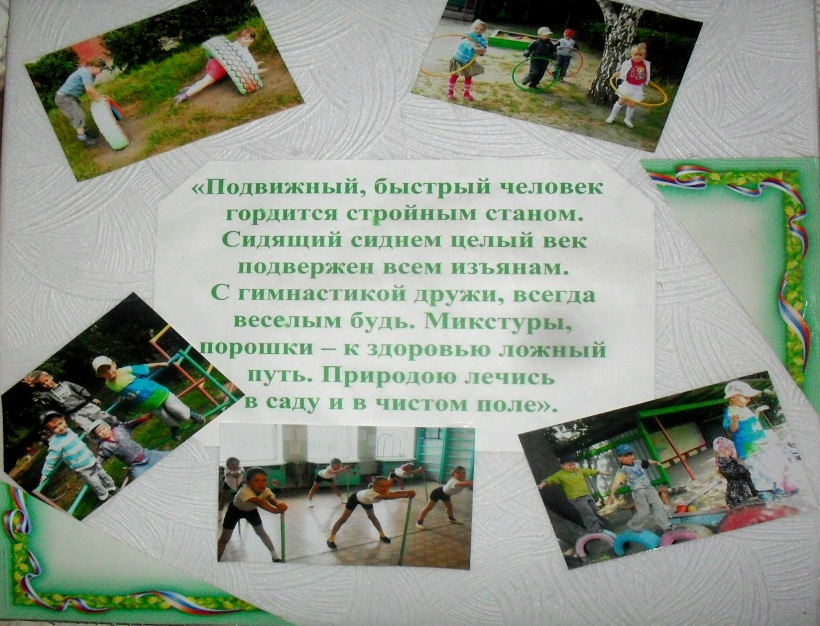 «Подвижный, быстрый человек
гордится стройным станом.
Сидящий сиднем целый век
подвержен всем изъянам.
С гимнастикой дружи, всегда
веселым будь. Микстуры,
порошки – к здоровью ложный
путь. Природою лечись
в саду и в чистом поле».